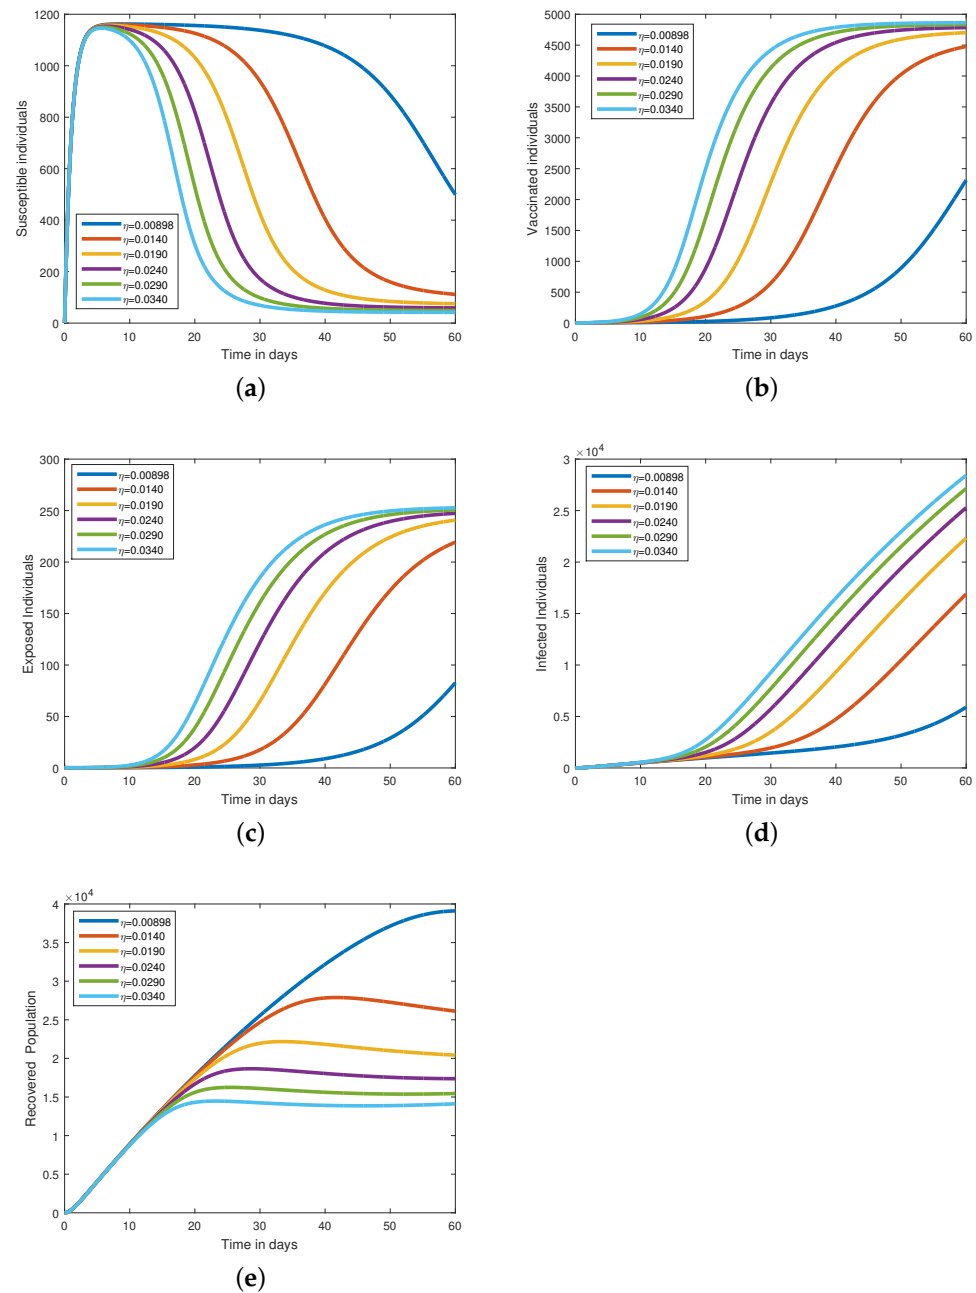 1200
1000
800
600
400
200
0
Susceptible individuals
η=0.00898
η=0.0140
η=0.0190
η=0.0240
η=0.0290
η=0.0340
0 10 20 30 40 50 60
Time in days
(a)
5000
4500
4000
3500
3000
2500
2000
1500
1000
500
0
Vaccinated individuals
η=0.00898
η=0.0140
η=0.0190
η=0.0240
η=0.0290
η=0.0340
0 10 20 30 40 50 60
Time in days
(b)
300
250
200
150
100
50
0
Exposed Individuals
η=0.00898
η=0.0140
η=0.0190
η=0.0240
η=0.0290
η=0.0340
0 10 20 30 40 50 60
Time in days
(c)
×10⁴
3
2.5
2
1.5
1
0.5
0
Infected Individuals
η=0.00898
η=0.0140
η=0.0190
η=0.0240
η=0.0290
η=0.0340
0 10 20 30 40 50 60
Time in days
(d)
×10⁴
4
3.5
3
2.5
2
1.5
1
0.5
0
Recovered Population
η=0.00898
η=0.0140
η=0.0190
η=0.0240
η=0.0290
η=0.0340
0 10 20 30 40 50 60
Time in days
(e)